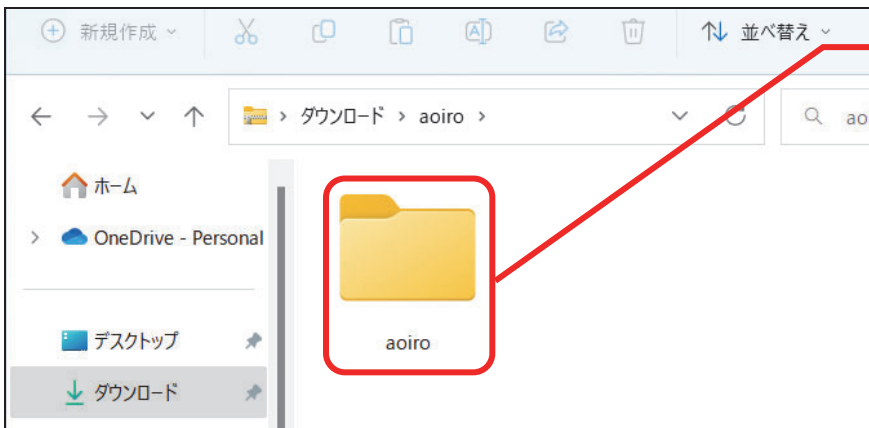 新規作成
並べ替え
ダウンロード > aoiro >
ao
ホーム
OneDrive - Personal
デスクトップ
ダウンロード
aoiro